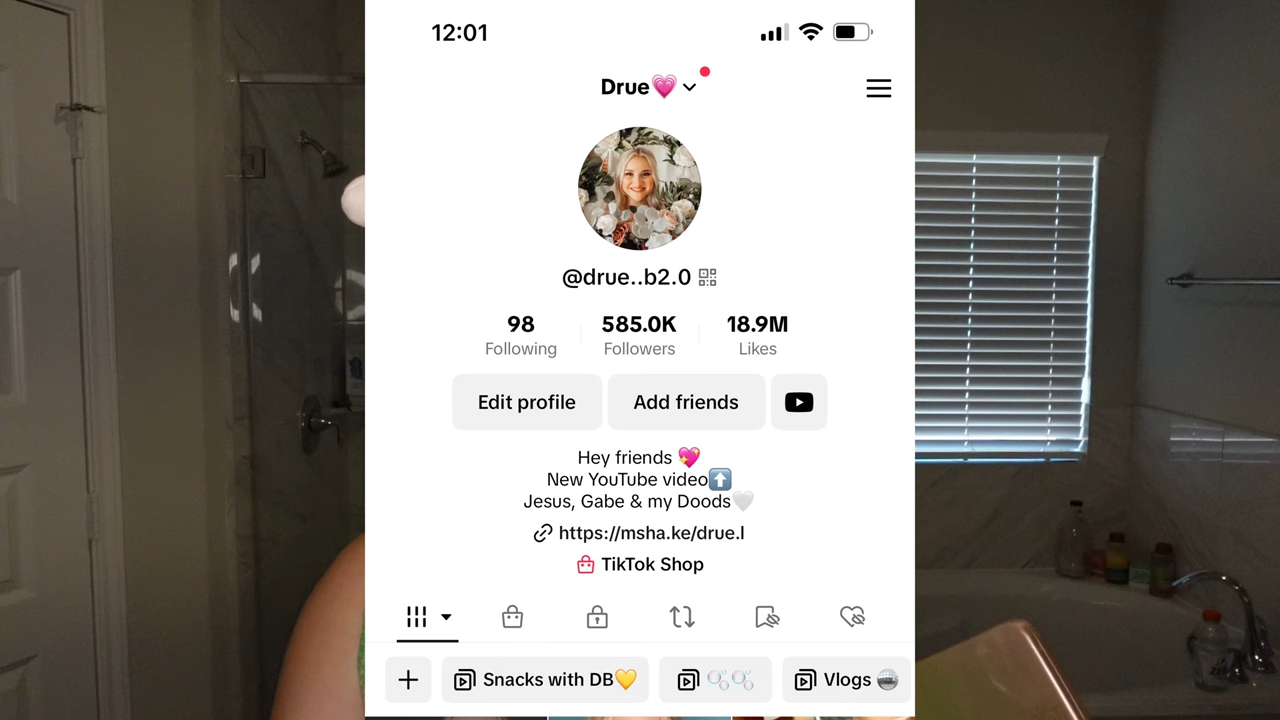 12:01
Drue💗
@drue..b2.0
98 585.0K 18.9M
Following Followers Likes
Edit profile Add friends
Hey friends 💖
New YouTube video⬆️
Jesus, Gabe & my Doods🤍
https://msha.ke/drue.l
TikTok Shop
Snacks with DB💛 🫧🫧 Vlogs 🪩